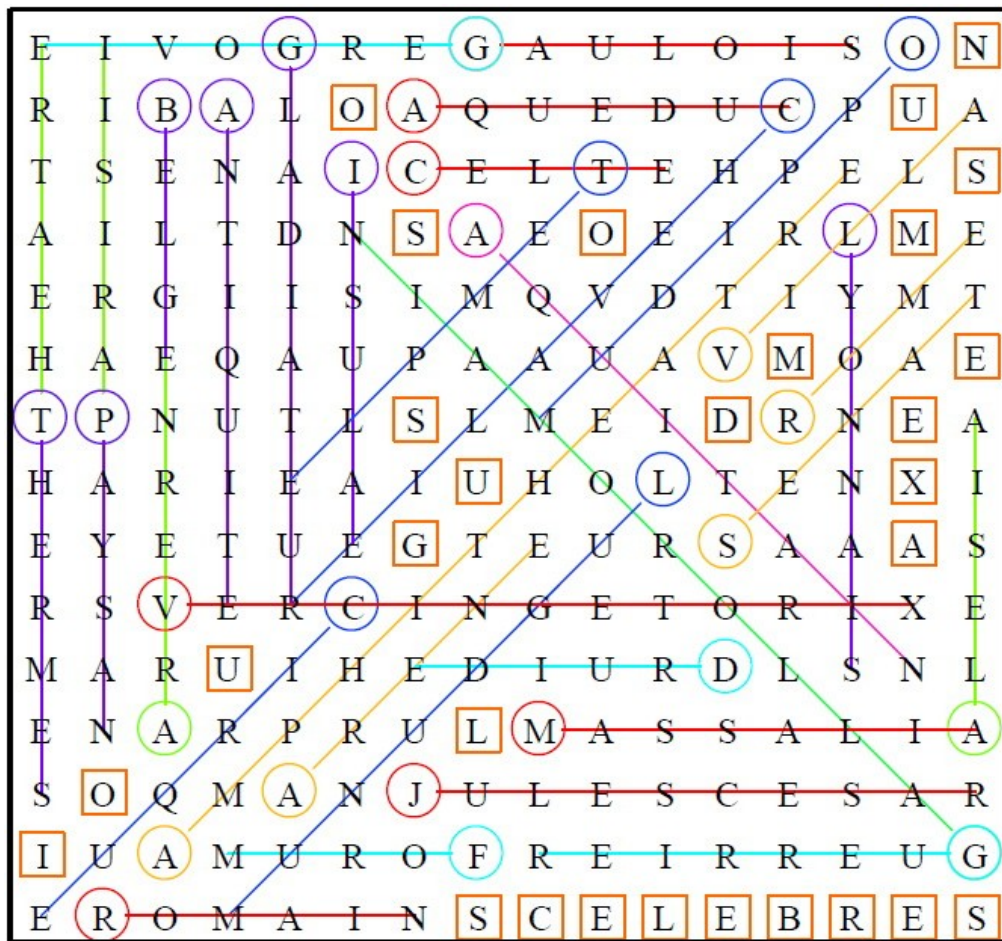 E I V O G R E G A U L O I S O N
R I B A L O A Q U E D U C P U A
T S E N A I C E L T E H P E L S
A I L T D N S A E O E I R L M E
E R G I I S I M Q V D T I Y M T
H A E Q A U P A A U A V M O A E
T P N U T L S L M E I D R N E A
H A R I E A I U H O L T E N X I
E Y E T U E G T E U R S A A A S
R S V E R C I N G E T O R I X E
M A R U I H E D I U R D L S N L
E N A R P R U L M A S S A L I A
S O Q M A N J U L E S C E S A R
I U A M U R O F R E I R R E U G
E R O M A I N S C E L E B R E S